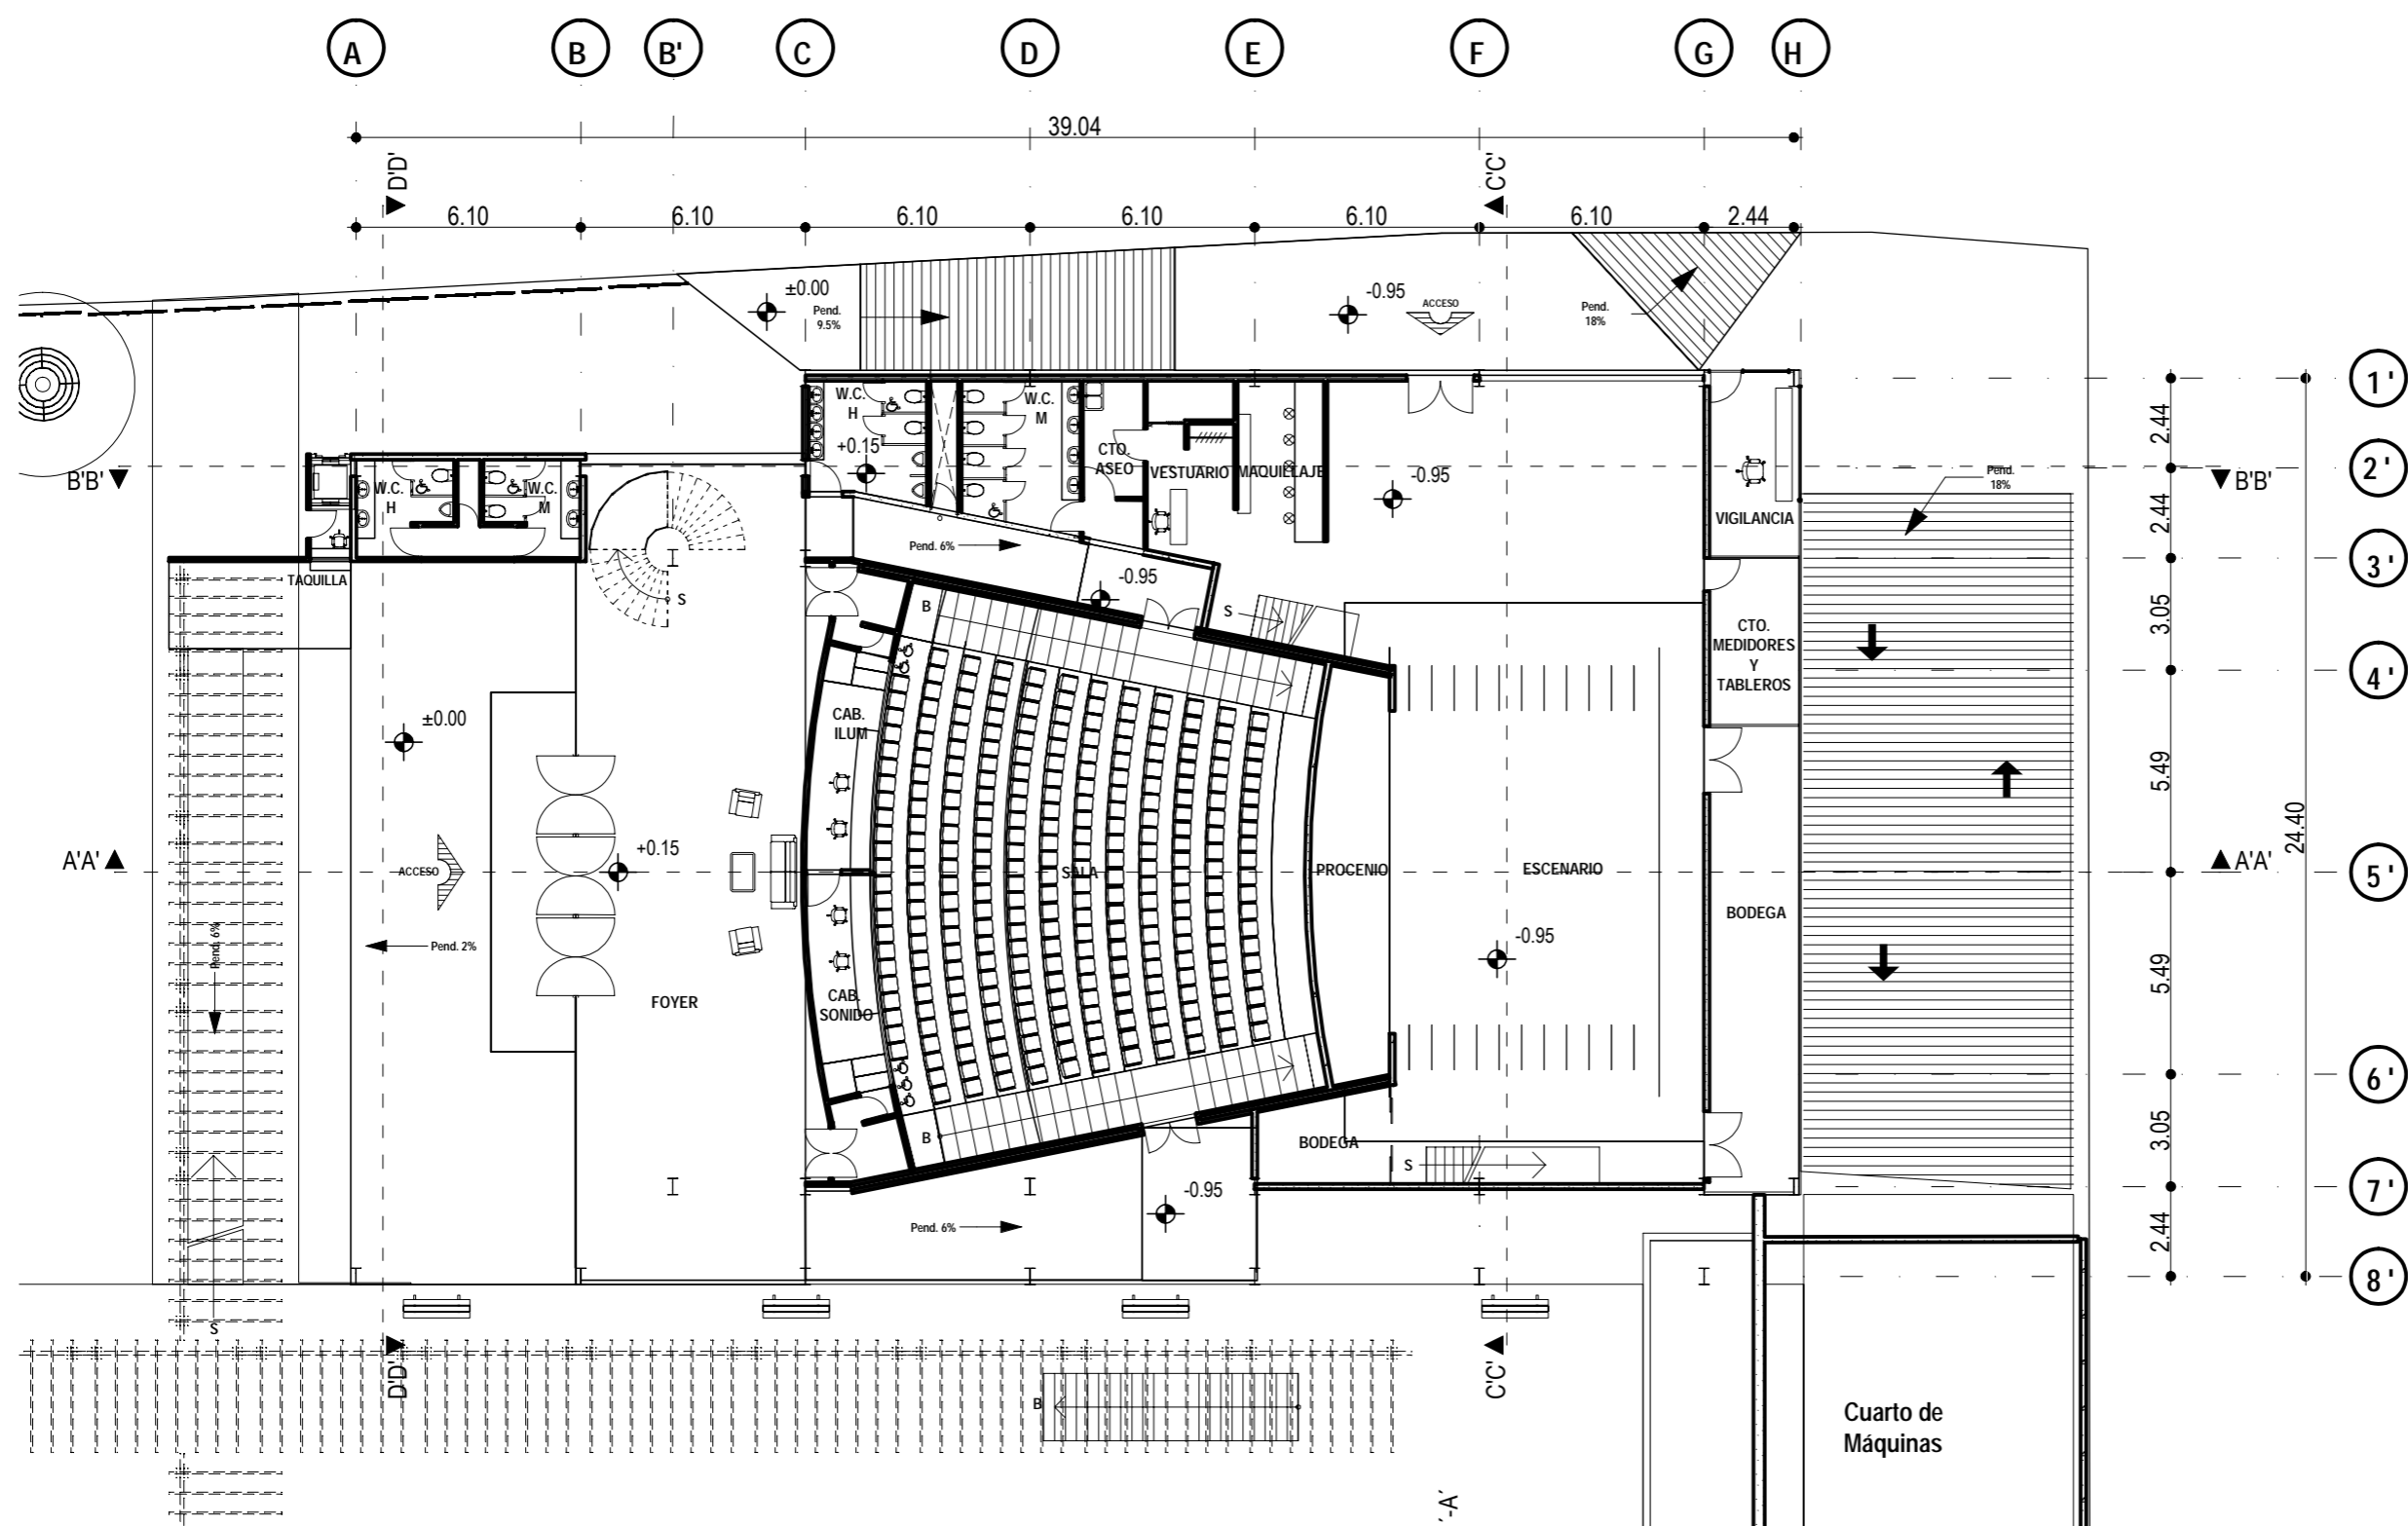 A B B' C D E F G H
39.04
D'D' C'C'
6.10 6.10 6.10 6.10 6.10 6.10 2.44
±0.00
Pend.
9.5%
-0.95
ACCESO
Pend.
18%
1'
2.44
W.C.
H
W.C.
M
+0.15
CTO.
ASEO
VESTUARIO
MAQUILLAJE
-0.95
B'B'
Pend.
18%
B'B'
2'
W.C.
H
W.C.
M
VIGILANCIA
2.44
Pend. 6%
3'
TAQUILLA
-0.95
S
B
S
3.05
CTO.
MEDIDORES
Y
TABLEROS
4'
±0.00
CAB.
ILUM
5.49
24.40
A'A'
ACCESO
+0.15
SALA
PROCENIO
ESCENARIO
A'A'
5'
BODEGA
Pend. 6%
Pend. 2%
-0.95
FOYER
CAB.
SONIDO
5.49
6'
B
BODEGA
S
3.05
-0.95
7'
Pend. 6%
2.44
8'
S
D'D'
C'C'
B
Cuarto de
Máquinas
'-A'